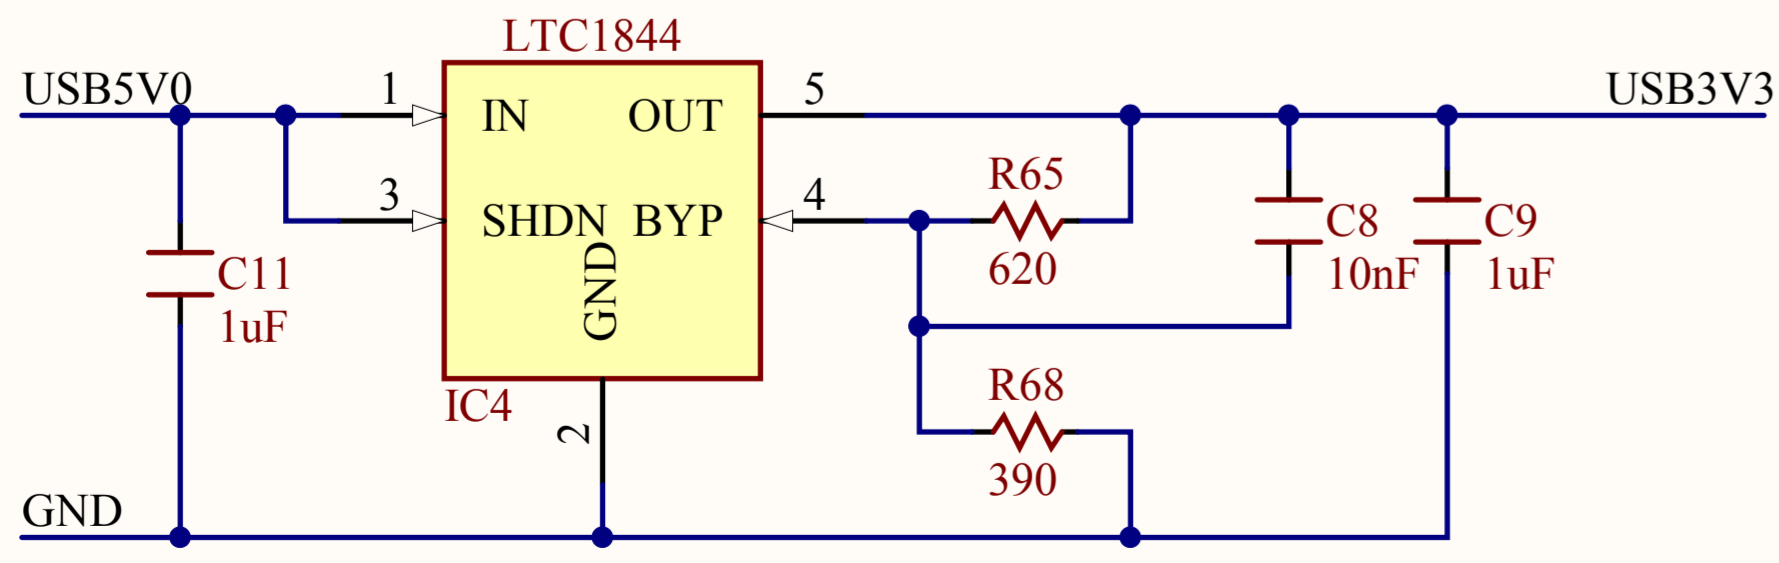 LTC1844
USB5V0
1
IN
OUT
5
USB3V3
3
SHDN
BYP
4
R65
620
C8
10nF
C9
1uF
C11
1uF
GND
IC4
2
R68
390
GND